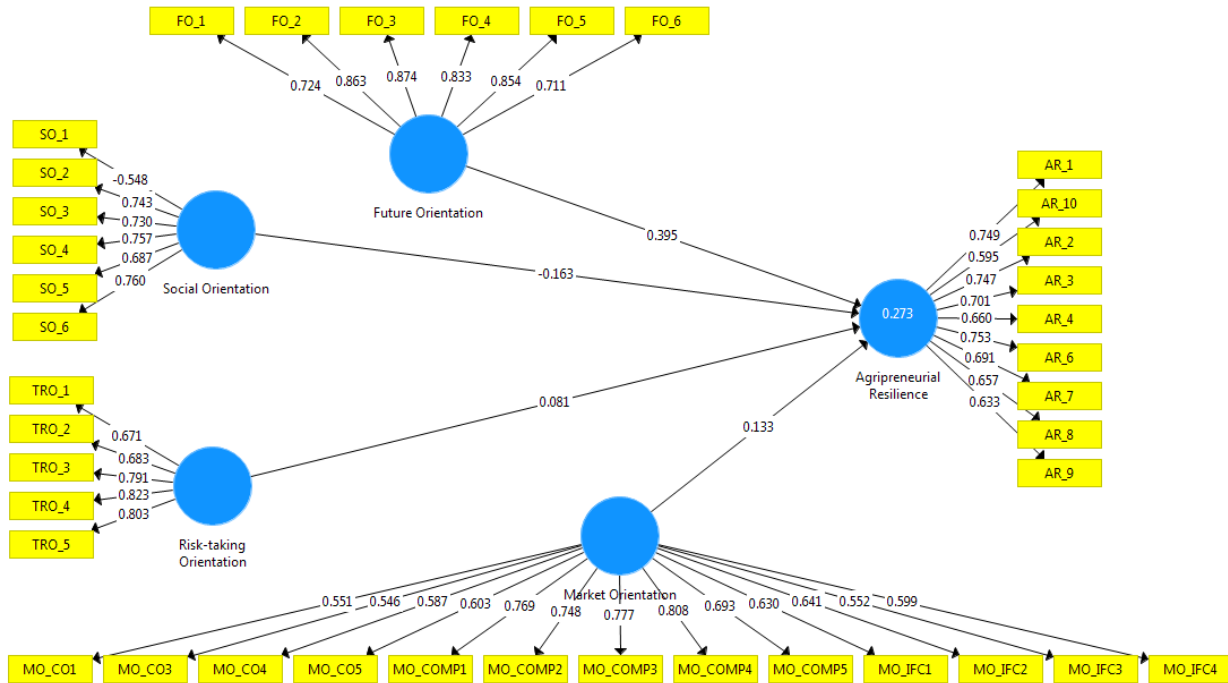 FO_1
FO_2
FO_3
FO_4
FO_5
FO_6
0.724
0.863
0.874
0.833
0.854
0.711
Future Orientation
SO_1
SO_2
SO_3
SO_4
SO_5
SO_6
-0.548
0.743
0.730
0.757
0.687
0.760
Social Orientation
0.395
-0.163
0.081
0.133
0.273
Agripreneurial
Resilience
AR_1
AR_10
AR_2
AR_3
AR_4
AR_6
AR_7
AR_8
AR_9
0.749
0.595
0.747
0.701
0.660
0.753
0.691
0.657
0.633
TRO_1
TRO_2
TRO_3
TRO_4
TRO_5
0.671
0.683
0.791
0.823
0.803
Risk-taking
Orientation
Market Orientation
0.551
0.546
0.587
0.603
0.769
0.748
0.777
0.808
0.693
0.630
0.641
0.552
0.599
MO_CO1
MO_CO3
MO_CO4
MO_CO5
MO_COMP1
MO_COMP2
MO_COMP3
MO_COMP4
MO_COMP5
MO_IFC1
MO_IFC2
MO_IFC3
MO_IFC4